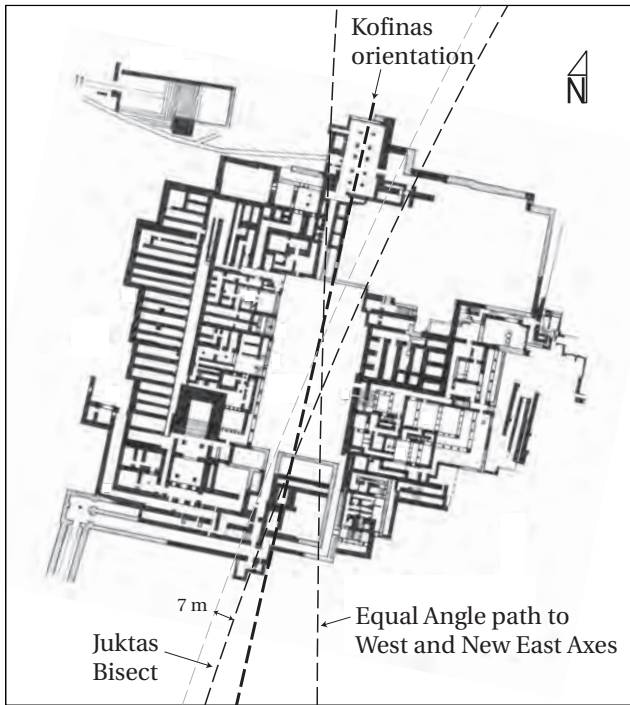 Kofinas
orientation
N
7 m
Juktas
Bisect
Equal Angle path to
West and New East Axes